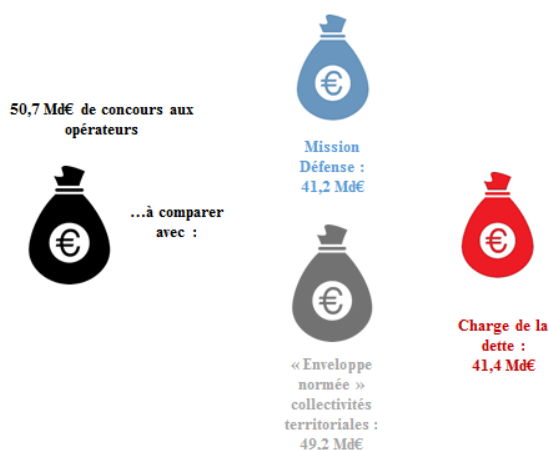 50,7 Md€ de concours aux
opérateurs
€
…à comparer
avec :
€
Mission
Défense :
41,2 Md€
€
« Enveloppe
normée »
collectivités
territoriales :
49,2 Md€
€
Charge de la
dette :
41,4 Md€